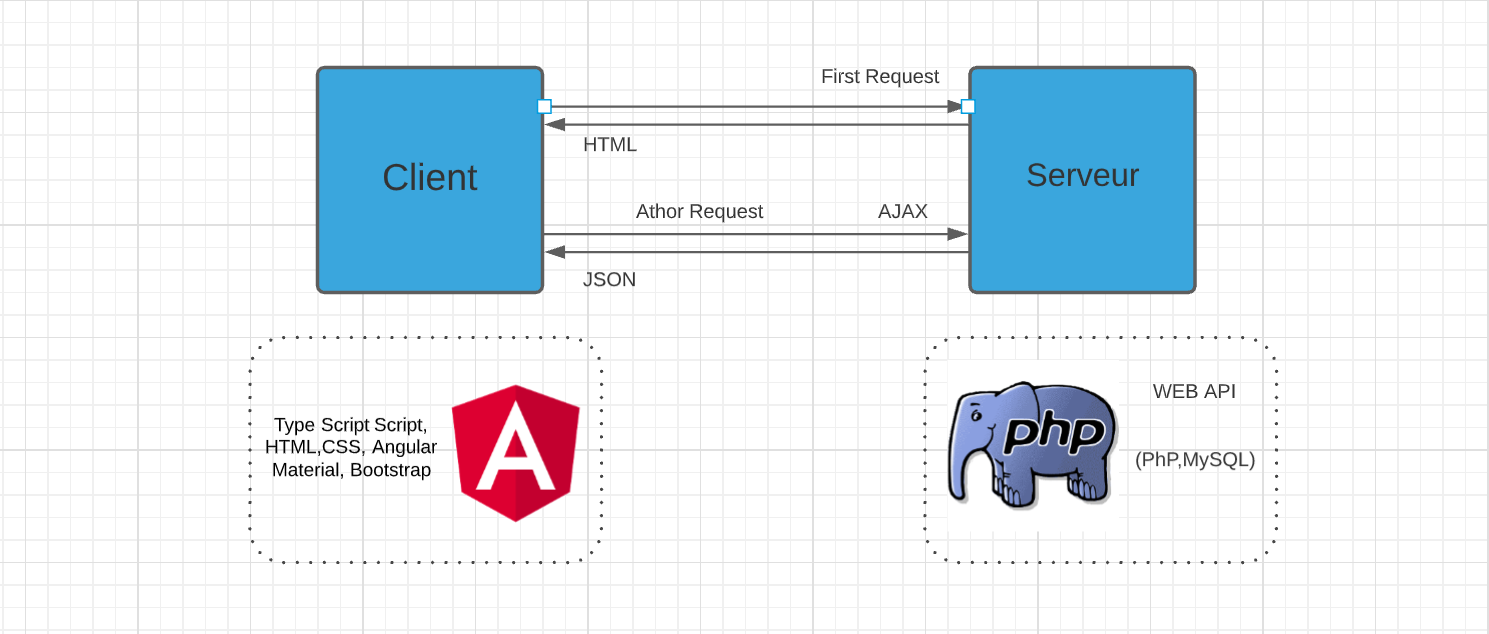 First Request
HTML
Client
Serveur
Athor Request
AJAX
JSON
Type Script Script,
HTML,CSS, Angular
Material, Bootstrap
A
php
WEB API
(PhP,MySQL)